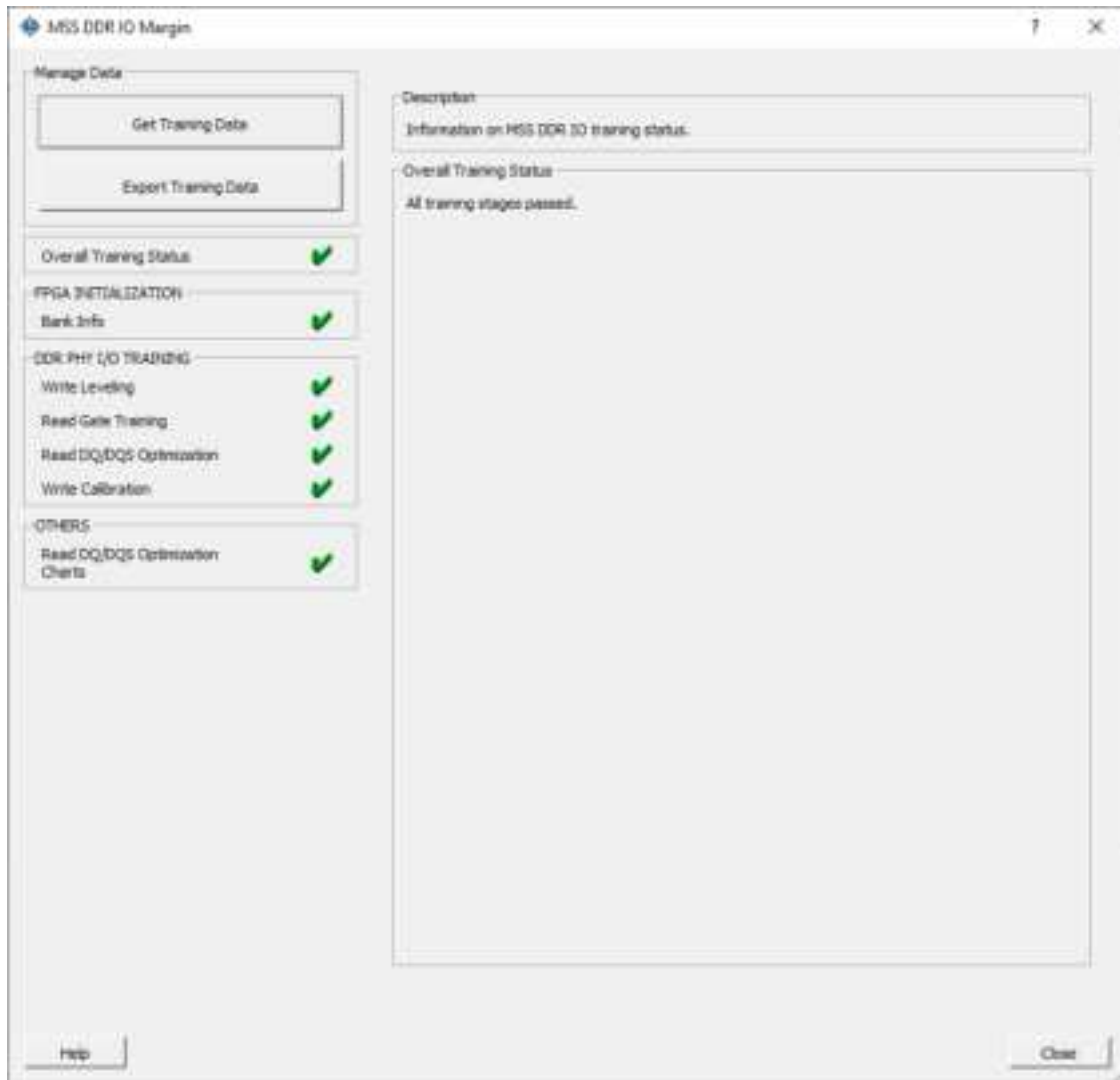 MSS DDR IO Margin
?
Manage Data
Get Training Data
Export Training Data
Overall Training Status
FPGA INITIALIZATION
Bank Info
DDR PHY I/O TRAINING
Write Leveling
Read Gate Training
Read DQ/DQS Optimization
Write Calibration
OTHERS
Read DQ/DQS Optimization
Charts
Description
Information on MSS DDR IO training status.
Overall Training Status
All training stages passed.
Help
Close